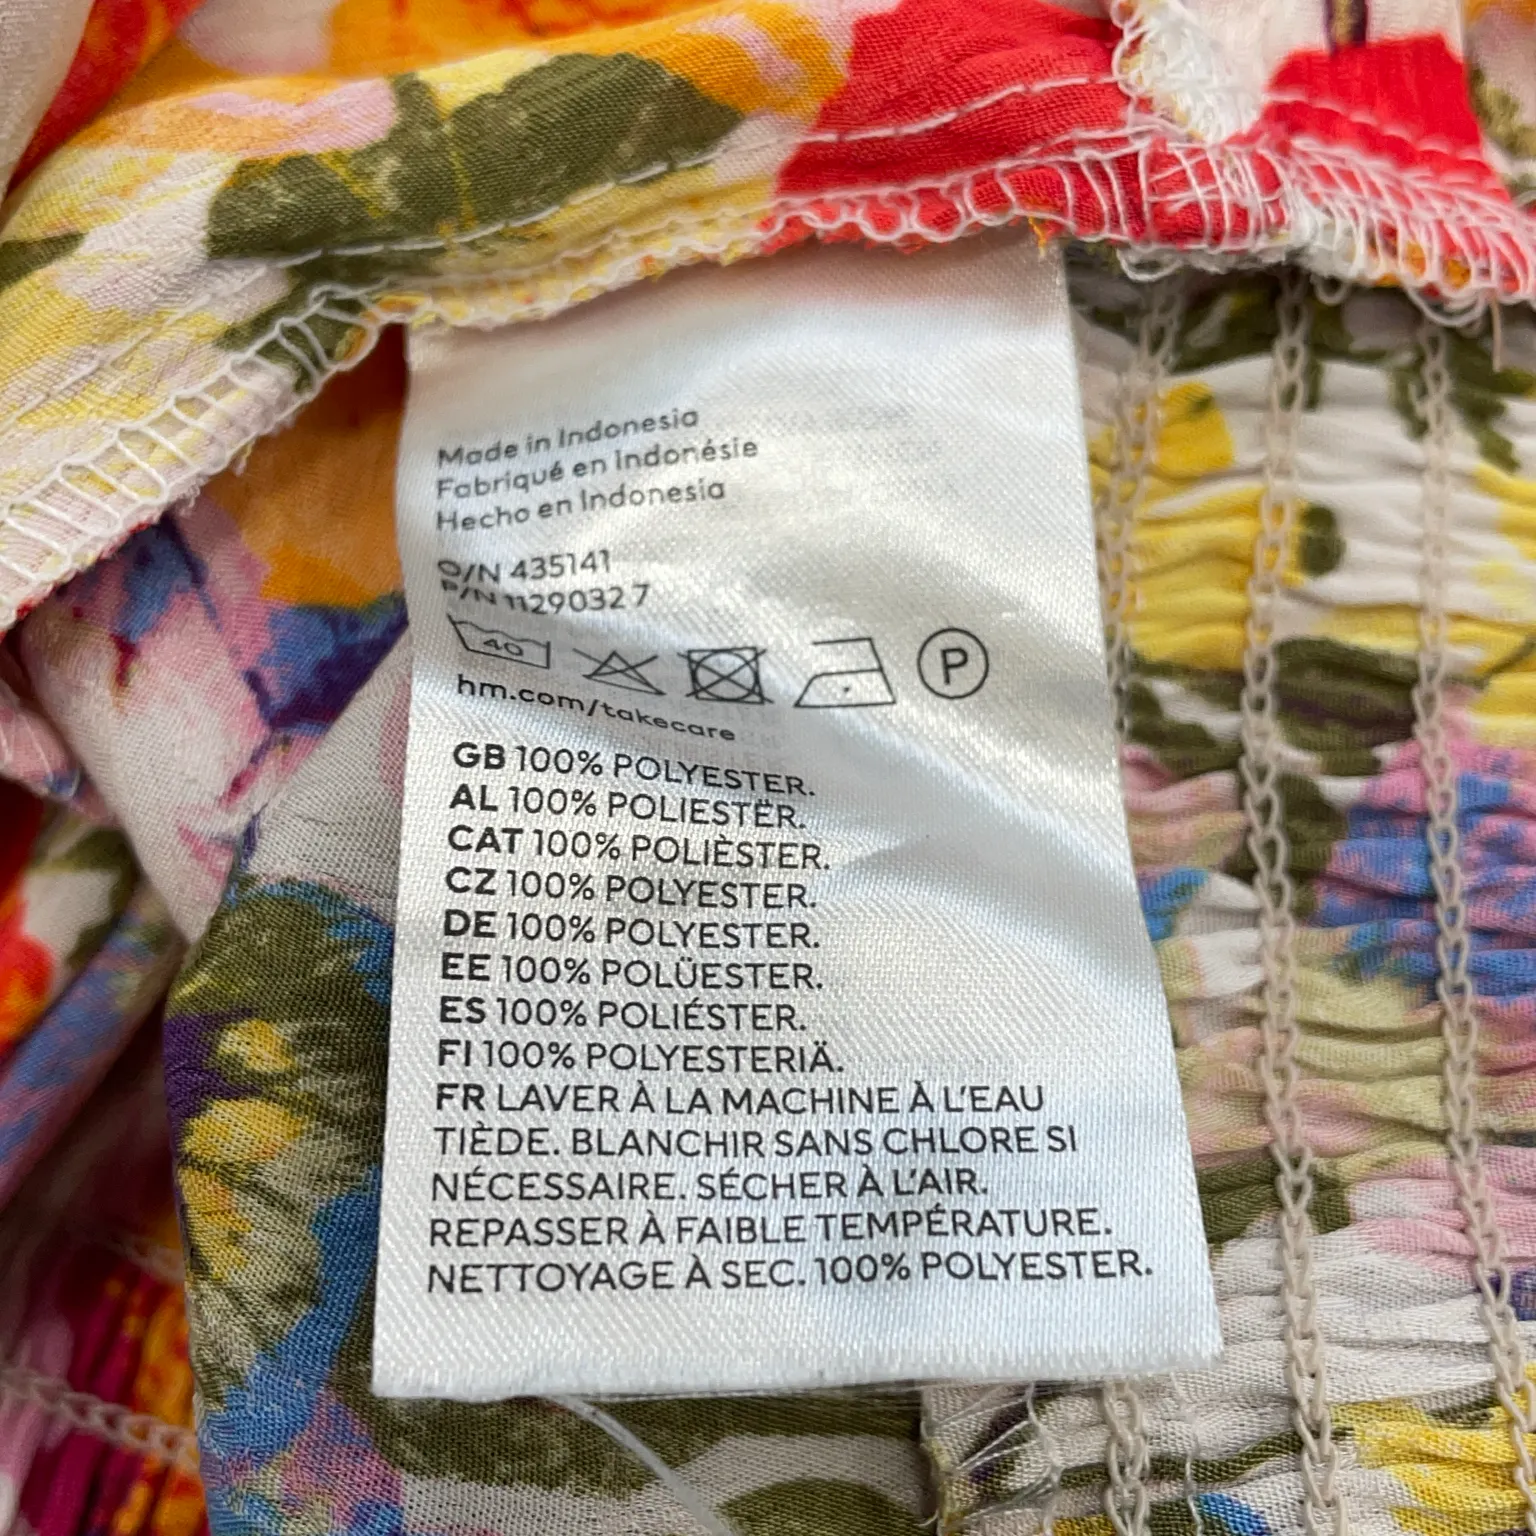 Made in Indonesia
Fabriqué en Indonésie
Hecho en Indonesia
O/N 435141
P/N 1129032 7
40
P
hm.com/takecare
GB 100% POLYESTER.
AL 100% POLIESTËR.
CAT 100% POLIÈSTER.
CZ 100% POLYESTER.
DE 100% POLYESTER.
EE 100% POLÜESTER.
ES 100% POLIÉSTER.
FI 100% POLYESTERIÄ.
FR LAVER À LA MACHINE À L'EAU
TIÈDE. BLANCHIR SANS CHLORE SI
NÉCESSAIRE. SÉCHER À L'AIR.
REPASSER À FAIBLE TEMPÉRATURE.
NETTOYAGE À SEC. 100% POLYESTER.